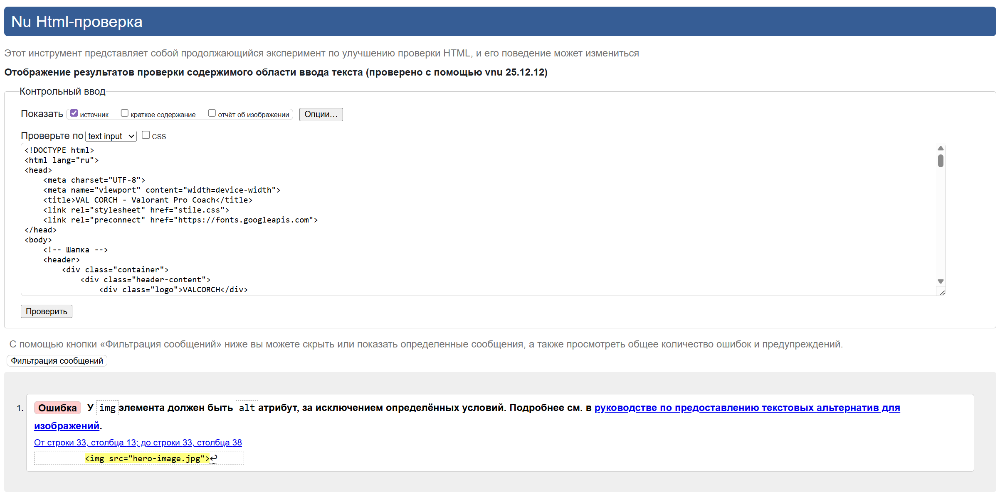 Nu Html-проверка
Этот инструмент представляет собой продолжающийся эксперимент по улучшению проверки HTML, и его поведение может измениться
Отображение результатов проверки содержимого области ввода текста (проверено с помощью vnu 25.12.12)
Контрольный ввод
Показать источник краткое содержание отчёт об изображении Опции…
Проверьте по text input CSS
<!DOCTYPE html>
<html lang="ru">
<head>
    <meta charset="UTF-8">
    <meta name="viewport" content="width=device-width">
    <title>VAL CORCH - Valorant Pro Coach</title>
    <link rel="stylesheet" href="stile.css">
    <link rel="preconnect" href="https://fonts.googleapis.com">
</head>
<body>
    <!-- Шапка -->
    <header>
        <div class="container">
            <div class="header-content">
                <div class="logo">VALCORCH</div>
Проверить
С помощью кнопки «Фильтрация сообщений» ниже вы можете скрыть или показать определенные сообщения, а также просмотреть общее количество ошибок и предупреждений.
Фильтрация сообщений
1. Ошибка У img элемента должен быть alt атрибут, за исключением определённых условий. Подробнее см. в руководстве по предоставлению текстовых альтернатив для
изображений.
От строки 33, столбца 13; до строки 33, столбца 38
<img src="hero-image.jpg">↩